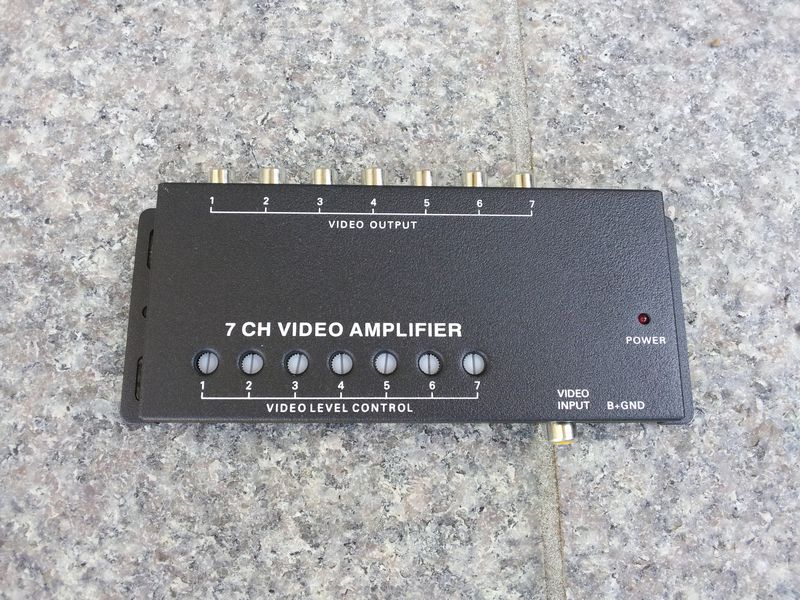 1 2 3 4 5 6 7
VIDEO OUTPUT
7 CH VIDEO AMPLIFIER
POWER
1 2 3 4 5 6 7
VIDEO LEVEL CONTROL
VIDEO
INPUT B+GND